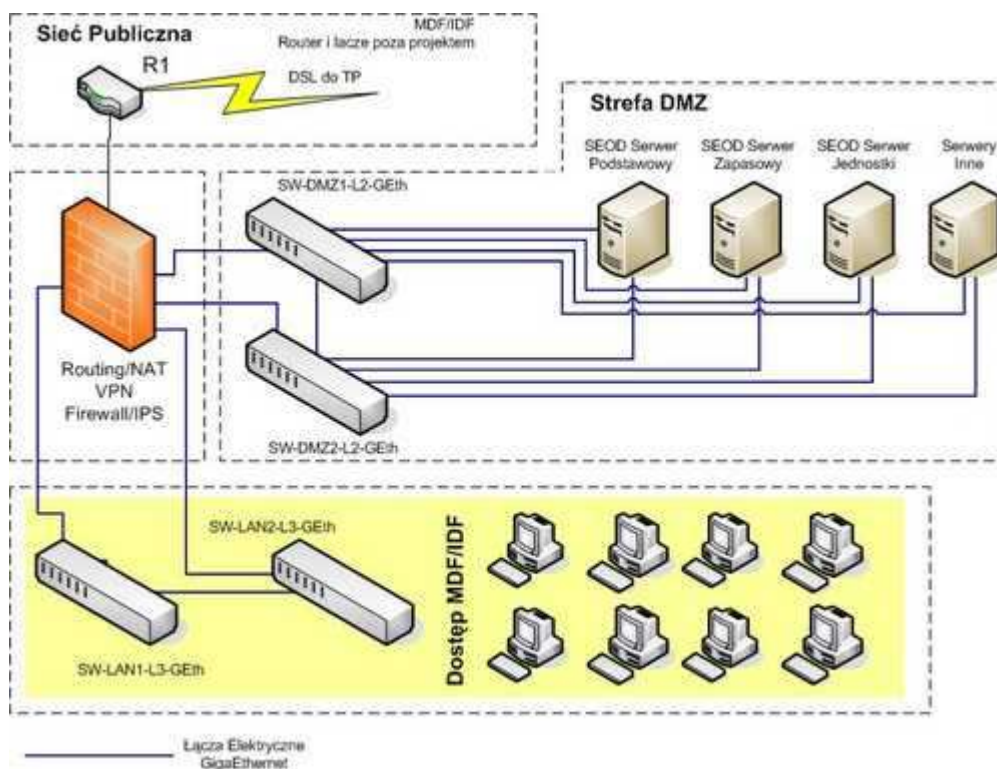 Sieć Publiczna
MDF/IDF
Router i lacze poza projektem
R1
DSL do TP
Strefa DMZ
SEOD Serwer
Podstawowy
SEOD Serwer
Zapasowy
SEOD Serwer
Jednostki
Serwery
Inne
SW-DMZ1-L2-GEth
Routing/NAT
VPN
Firewall/IPS
SW-DMZ2-L2-GEth
SW-LAN2-L3-GEth
SW-LAN1-L3-GEth
Dostęp MDF/IDF
Łącza Elektryczne
GigaEthernet